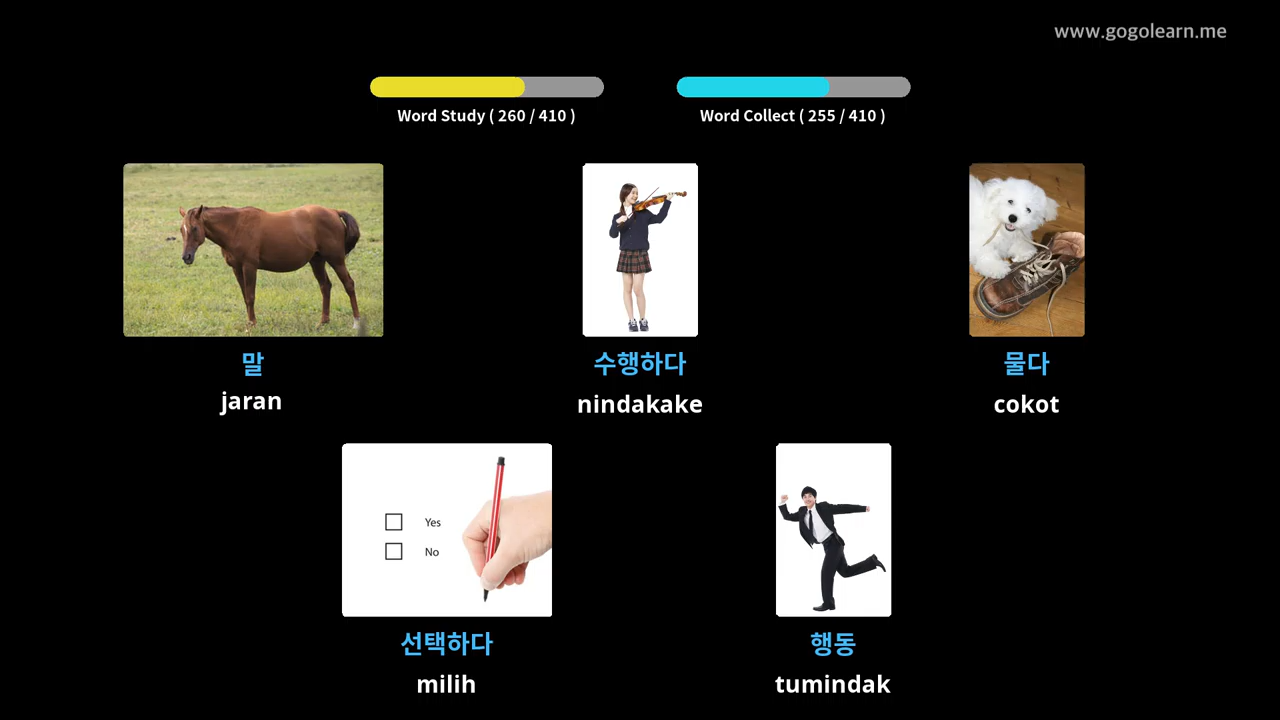 www.gogolearn.me
Word Study ( 260 / 410 )
Word Collect ( 255 / 410 )
말
jaran
수행하다
nindakake
물다
cokot
Yes
No
선택하다
milih
행동
tumindak